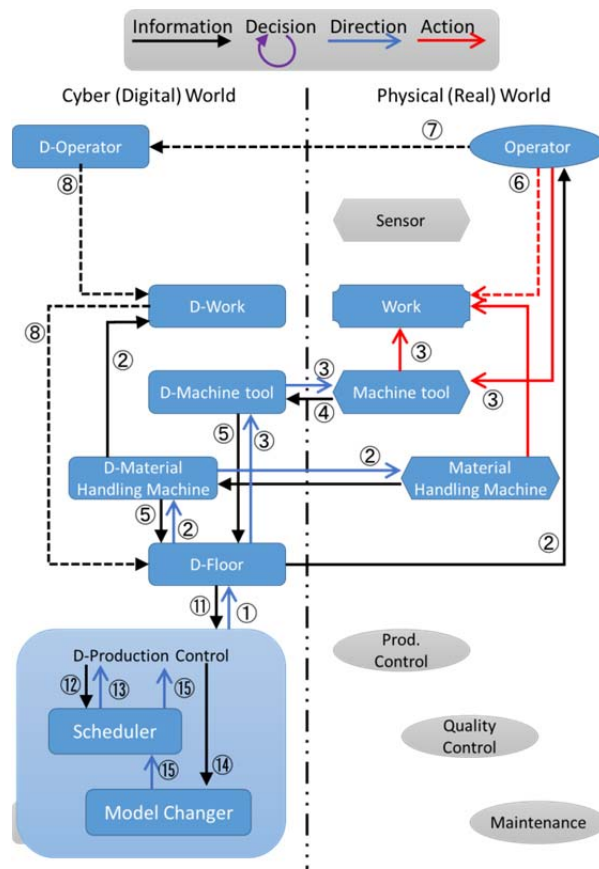 Information Decision Direction Action
Cyber (Digital) World Physical (Real) World
⑦
D-Operator Operator
⑧ ⑥
Sensor
D-Work Work
⑧ ② ③
③
D-Machine tool Machine tool
④ ③
⑤ ③
②
D-Material
Handling Machine
Material
Handling Machine
⑤ ② ②
D-Floor
⑪ ①
D-Production Control
Prod.
Control
⑫ ⑬ ⑮
Scheduler
Quality
Control
⑮ ⑭
Model Changer Maintenance